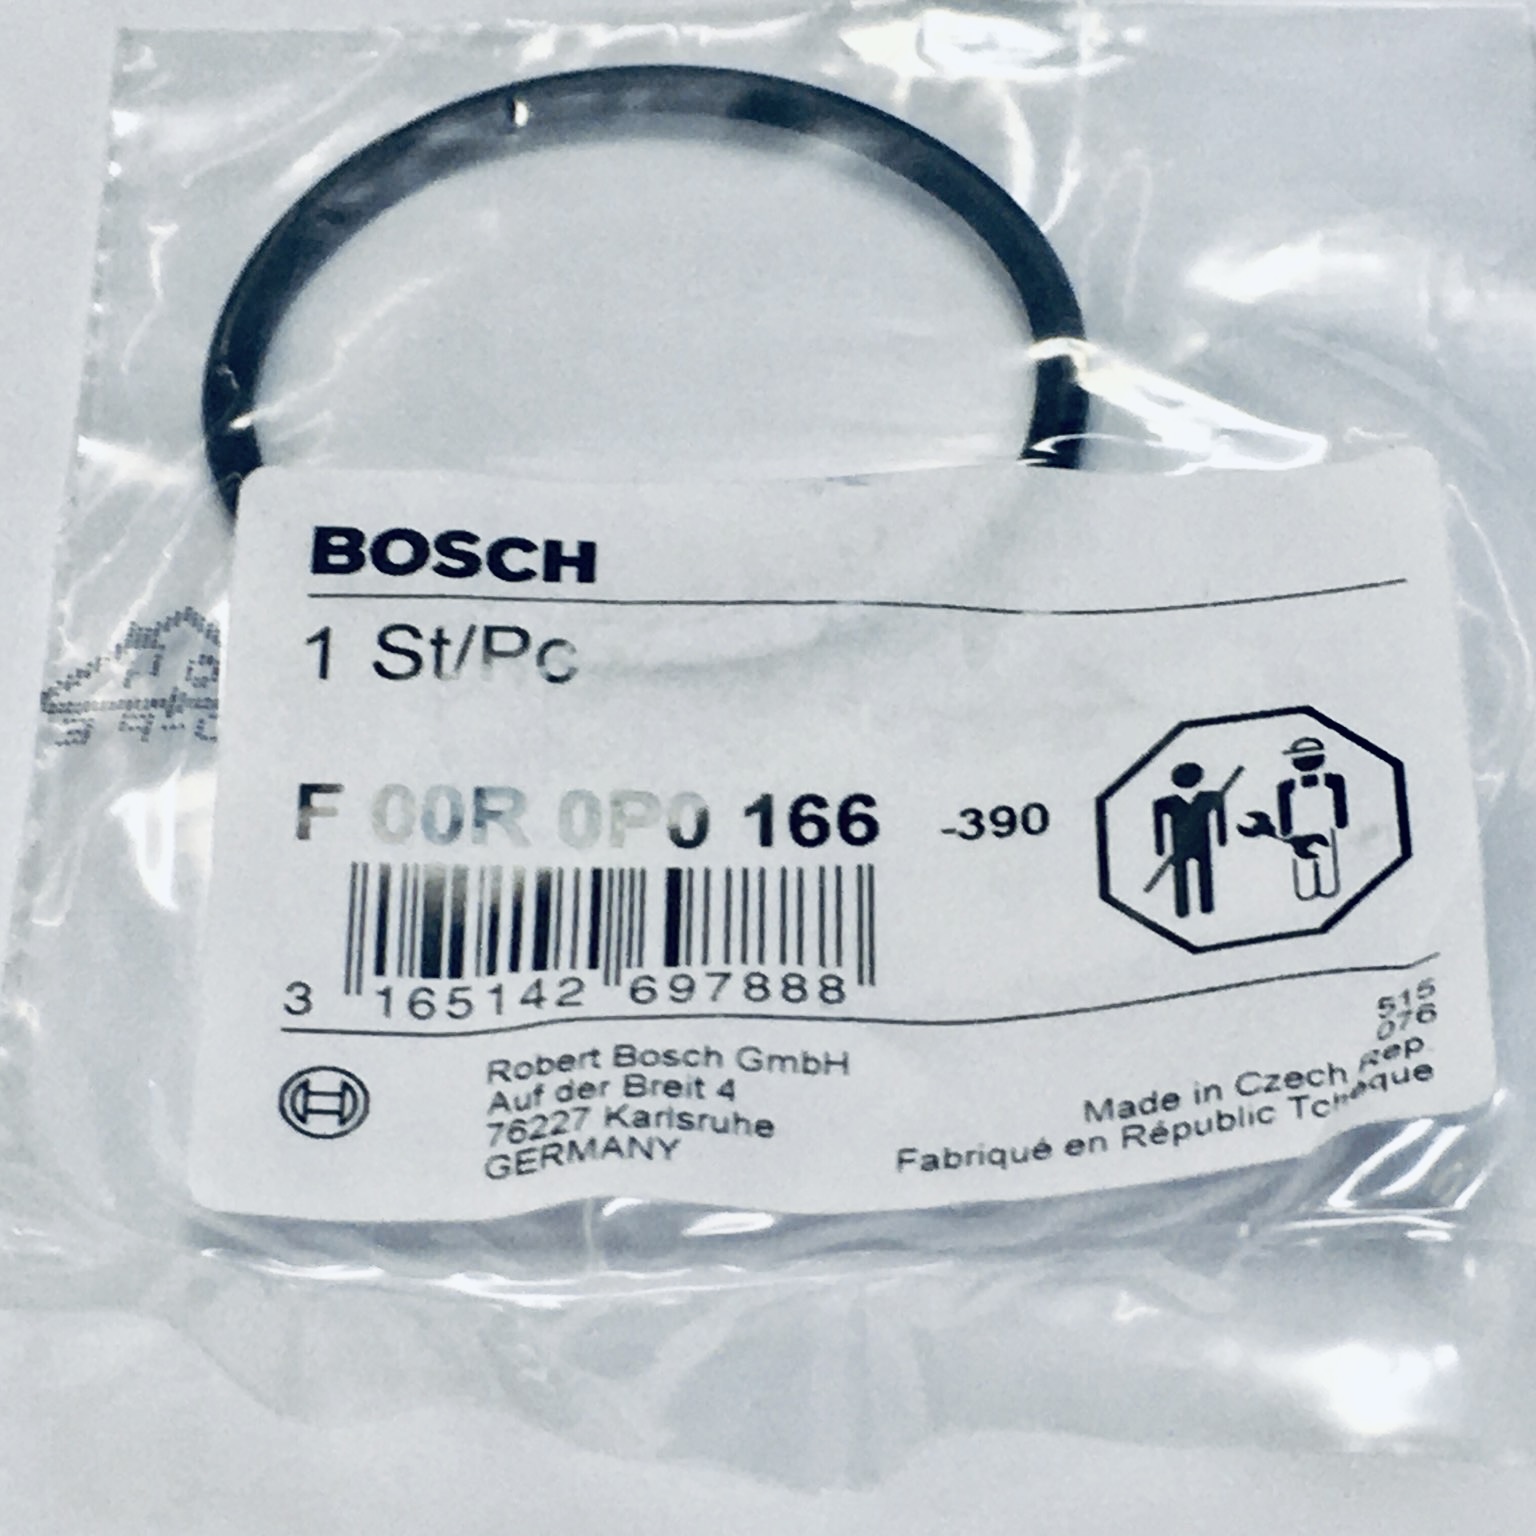 BOSCH
1 St/Pc
F 00R 0P0 166 -390
3 165142 697888
515
076
Robert Bosch GmbH
Auf der Breit 4
76227 Karlsruhe
GERMANY
Made in Czech Rep.
Fabriqué en Républic Tchèque